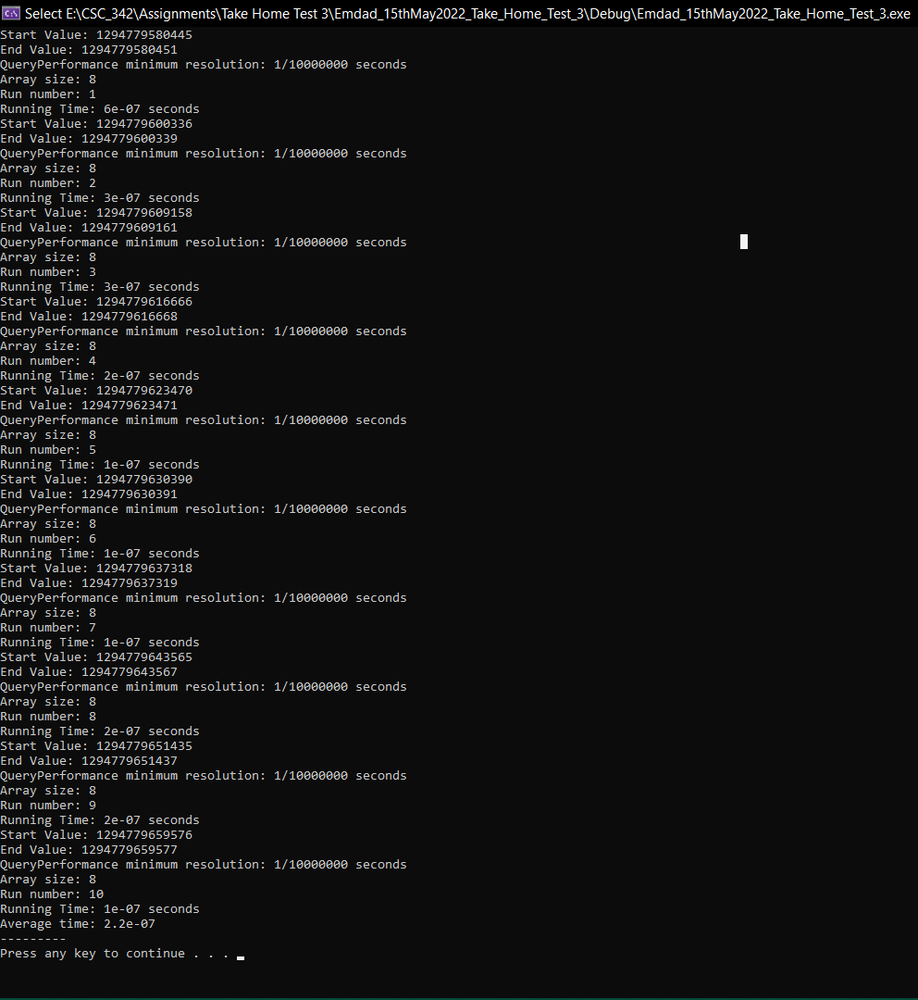 Select E:\CSC_342\Assignments\Take Home Test 3\Emdad_15thMay2022_Take_Home_Test_3\Debug\Emdad_15thMay2022_Take_Home_Test_3.exe
Start Value: 1294779580445
End Value: 1294779580451
QueryPerformance minimum resolution: 1/10000000 seconds
Array size: 8
Run number: 1
Running Time: 6e-07 seconds
Start Value: 1294779600336
End Value: 1294779600339
QueryPerformance minimum resolution: 1/10000000 seconds
Array size: 8
Run number: 2
Running Time: 3e-07 seconds
Start Value: 1294779609158
End Value: 1294779609161
QueryPerformance minimum resolution: 1/10000000 seconds
Array size: 8
Run number: 3
Running Time: 3e-07 seconds
Start Value: 1294779616666
End Value: 1294779616668
QueryPerformance minimum resolution: 1/10000000 seconds
Array size: 8
Run number: 4
Running Time: 2e-07 seconds
Start Value: 1294779623470
End Value: 1294779623471
QueryPerformance minimum resolution: 1/10000000 seconds
Array size: 8
Run number: 5
Running Time: 1e-07 seconds
Start Value: 1294779630390
End Value: 1294779630391
QueryPerformance minimum resolution: 1/10000000 seconds
Array size: 8
Run number: 6
Running Time: 1e-07 seconds
Start Value: 1294779637318
End Value: 1294779637319
QueryPerformance minimum resolution: 1/10000000 seconds
Array size: 8
Run number: 7
Running Time: 1e-07 seconds
Start Value: 1294779643565
End Value: 1294779643567
QueryPerformance minimum resolution: 1/10000000 seconds
Array size: 8
Run number: 8
Running Time: 2e-07 seconds
Start Value: 1294779651435
End Value: 1294779651437
QueryPerformance minimum resolution: 1/10000000 seconds
Array size: 8
Run number: 9
Running Time: 2e-07 seconds
Start Value: 1294779659576
End Value: 1294779659577
QueryPerformance minimum resolution: 1/10000000 seconds
Array size: 8
Run number: 10
Running Time: 1e-07 seconds
Average time: 2.2e-07
---------
Press any key to continue . . .